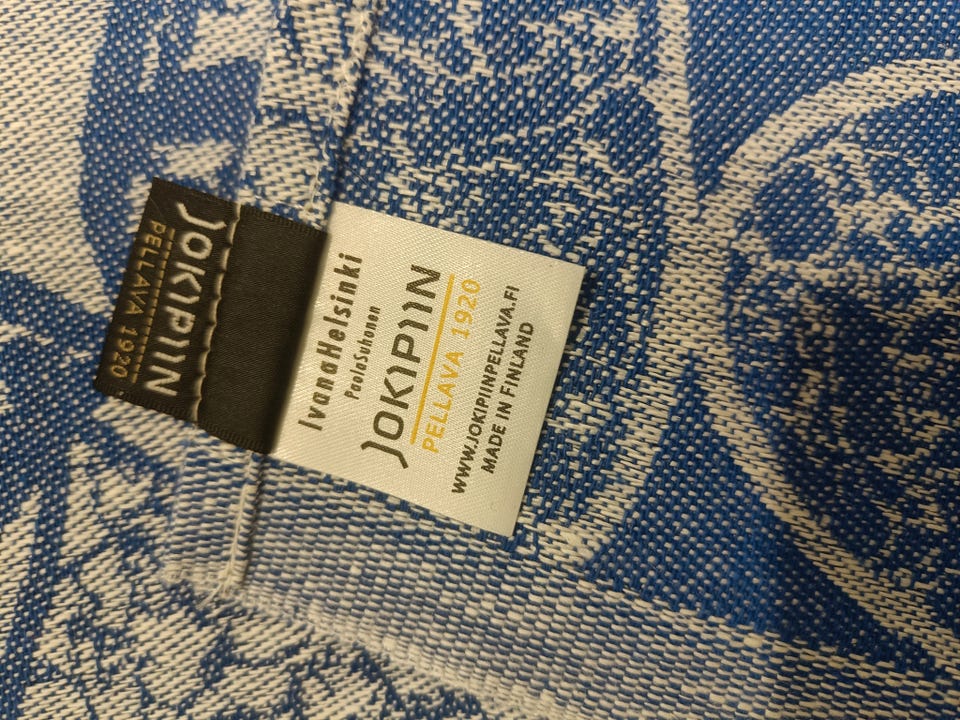 JOKIPIIN
PELLAVA 1920
IvanaHelsinki
PaolaSuhonen
JOKIPIIN
PELLAVA 1920
WWW.JOKIPIINPELLAVA.FI
MADE IN FINLAND